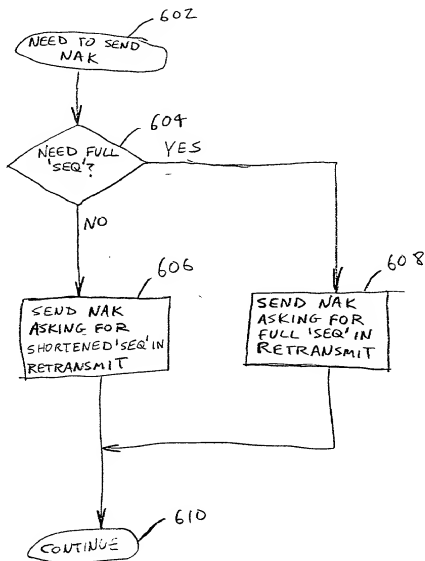 602
NEED TO SEND
NAK
604
NEED FULL
'SEQ'?
YES
NO
606
SEND NAK
ASKING FOR
SHORTENED 'SEQ' IN
RETRANSMIT
608
SEND NAK
ASKING FOR
FULL 'SEQ' IN
RETRANSMIT
610
CONTINUE